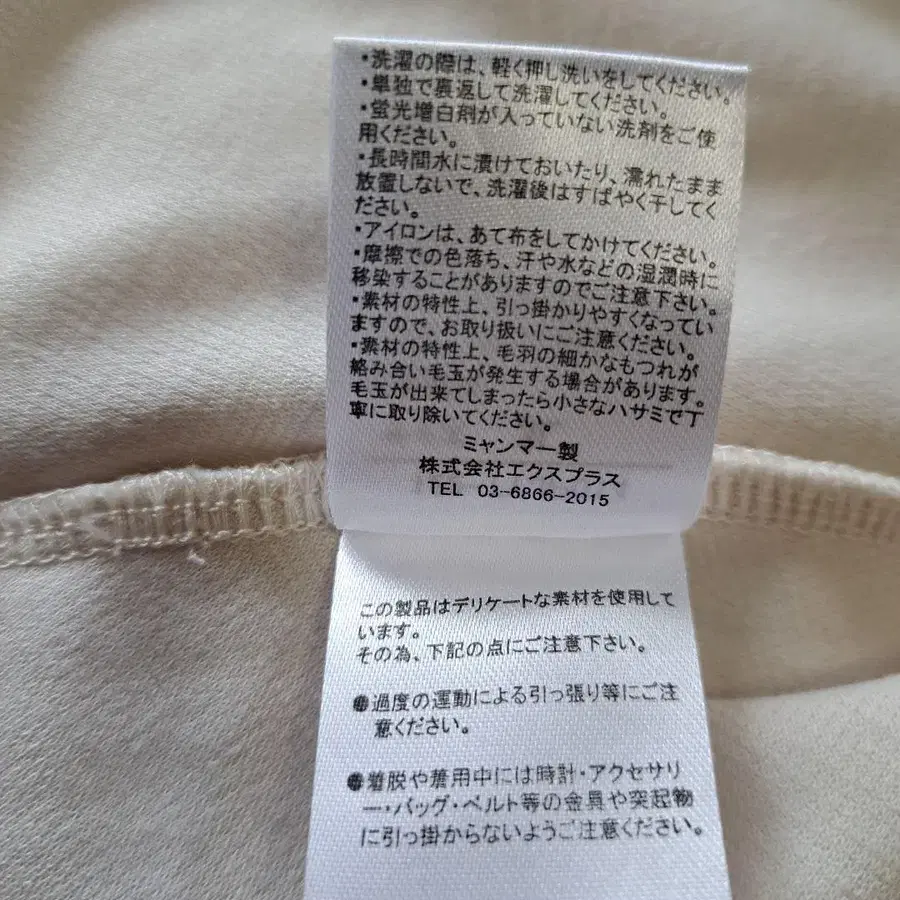 ・洗濯の際は、軽く押し洗いをしてください。
・単独で裏返して洗濯してください。
・蛍光増白剤が入っていない洗剤をご使
用ください。
・長時間水に漬けておいたり、濡れたまま
放置しないで、洗濯後はすばやく干してく
ださい。
・アイロンは、あて布をしてかけてください。
・摩擦での色落ち、汗や水などの湿潤時に
移染することがありますのでご注意下さい。
・素材の特性上、引っ掛かりやすくなってい
ますので、お取り扱いにご注意ください。
・素材の特性上、毛羽の細かなもつれが
絡み合い毛玉が発生する場合があります。
毛玉が出来てしまったら小さなハサミで丁
寧に取り除いてください。
ミャンマー製
株式会社エクスプラス
TEL 03-6866-2015
この製品はデリケートな素材を使用して
います。
その為、下記の点にご注意下さい。
●過度の運動による引っ張り等にご注
意ください。
●着脱や着用中には時計・アクセサリ
ー・バッグ・ベルト等の金具や突起物
に引っ掛からないようご注意ください。